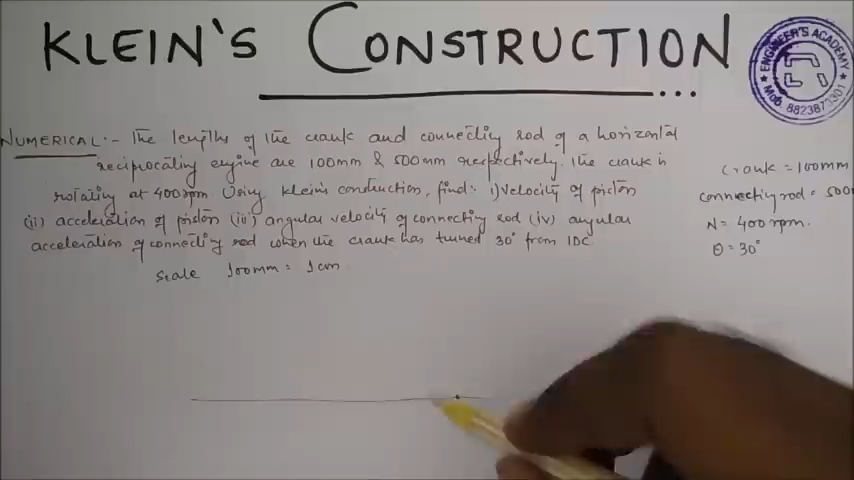 KLEIN'S CONSTRUCTION
ENGINEER'S ACADEMY
Mob. 8823873301
NUMERICAL:- The lengths of the crank and connecting rod of a horizontal
reciprocating engine are 100mm & 500mm respectively. The crank is
rotating at 400rpm. Using Klein's construction, find:- i) Velocity of piston
(ii) acceleration of piston (iii) angular velocity of connecting rod (iv) angular
acceleration of connecting rod when the crank has turned 30° from IDC
scale 100mm = 1cm
crank = 100mm
connecting rod = 500
N = 400rpm.
θ = 30°